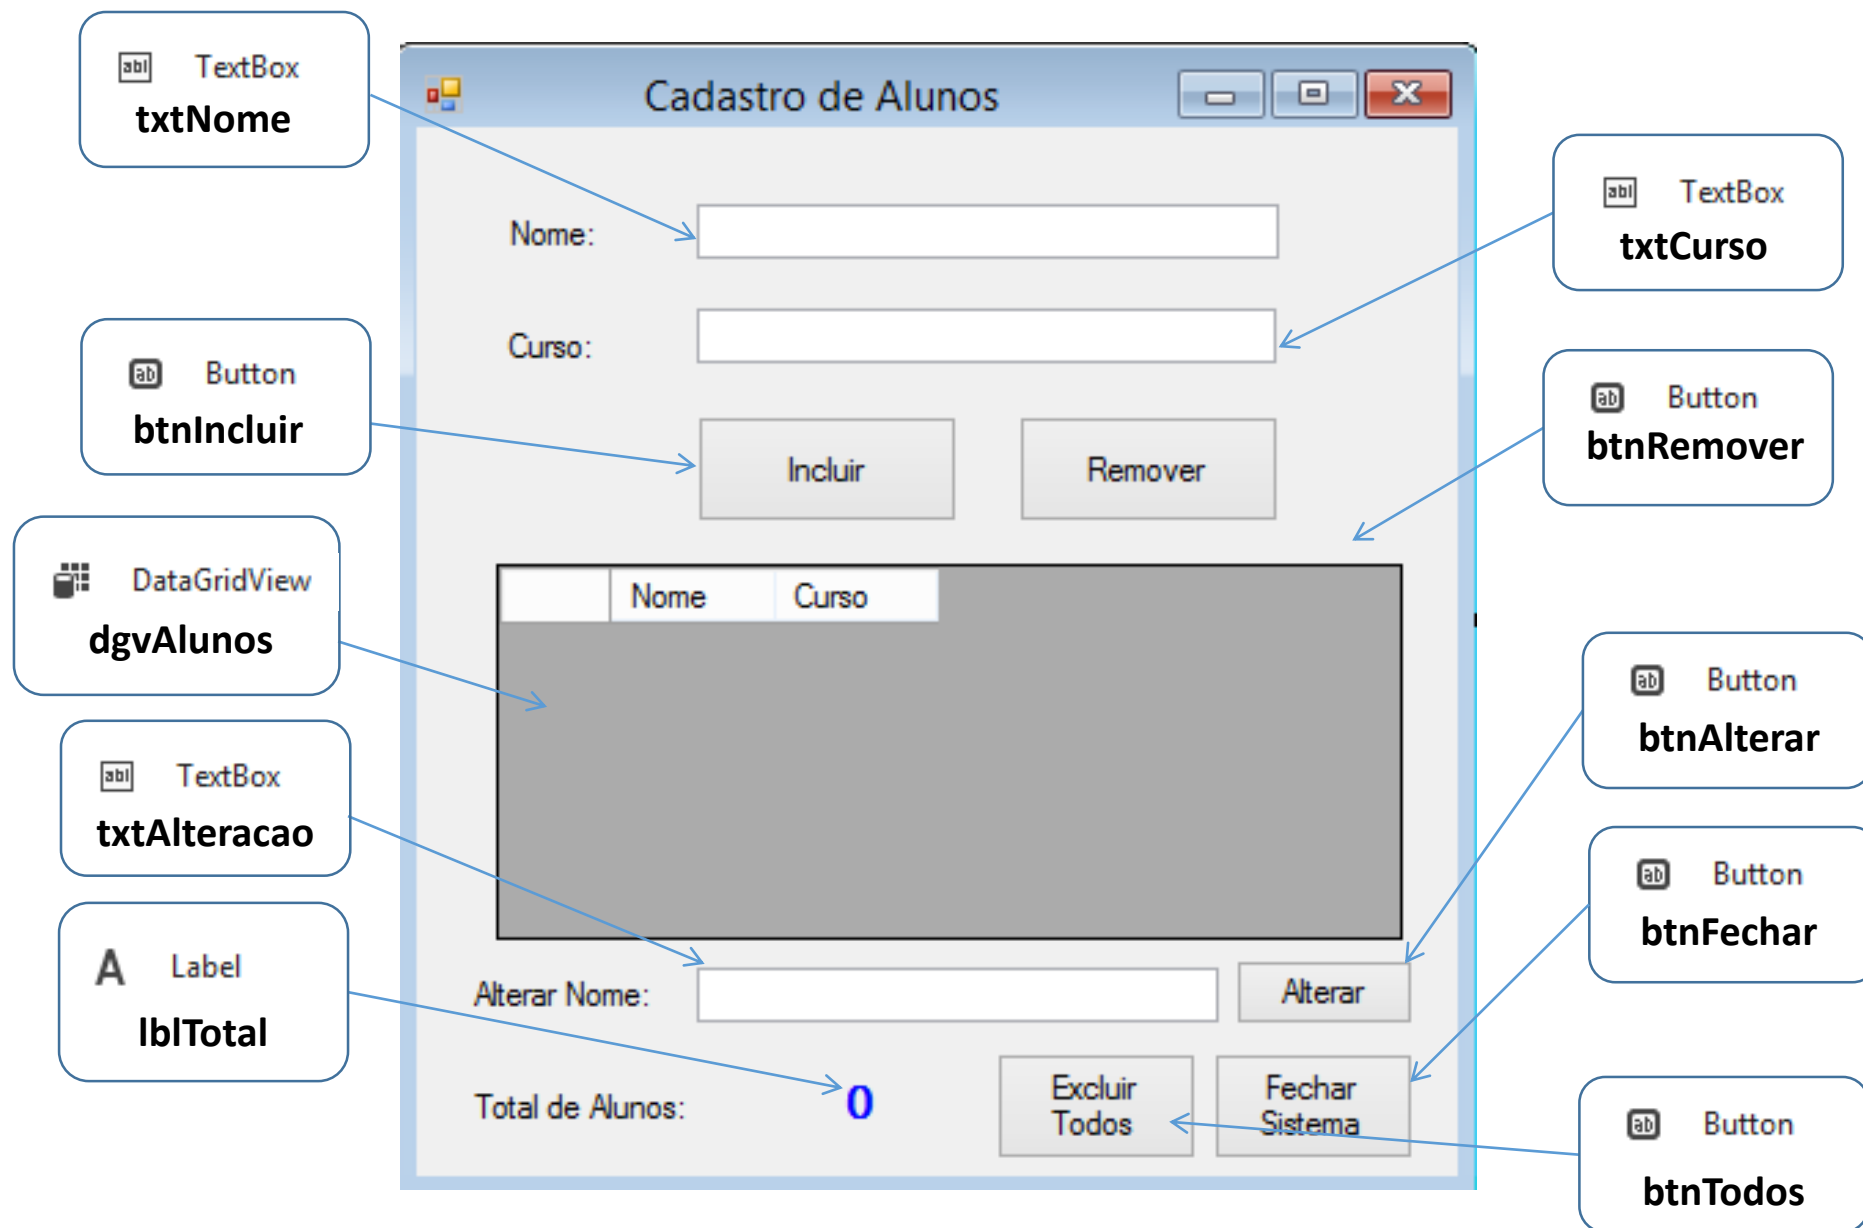 TextBox
txtNome
Cadastro de Alunos
TextBox
txtCurso
Nome:
Curso:
Button
btnIncluir
Button
btnRemover
Incluir
Remover
DataGridView
dgvAlunos
Nome Curso
Button
btnAlterar
TextBox
txtAlteracao
Button
btnFechar
Label
lblTotal
Alterar Nome:
Alterar
Total de Alunos:
0
Excluir
Todos
Fechar
Sistema
Button
btnTodos